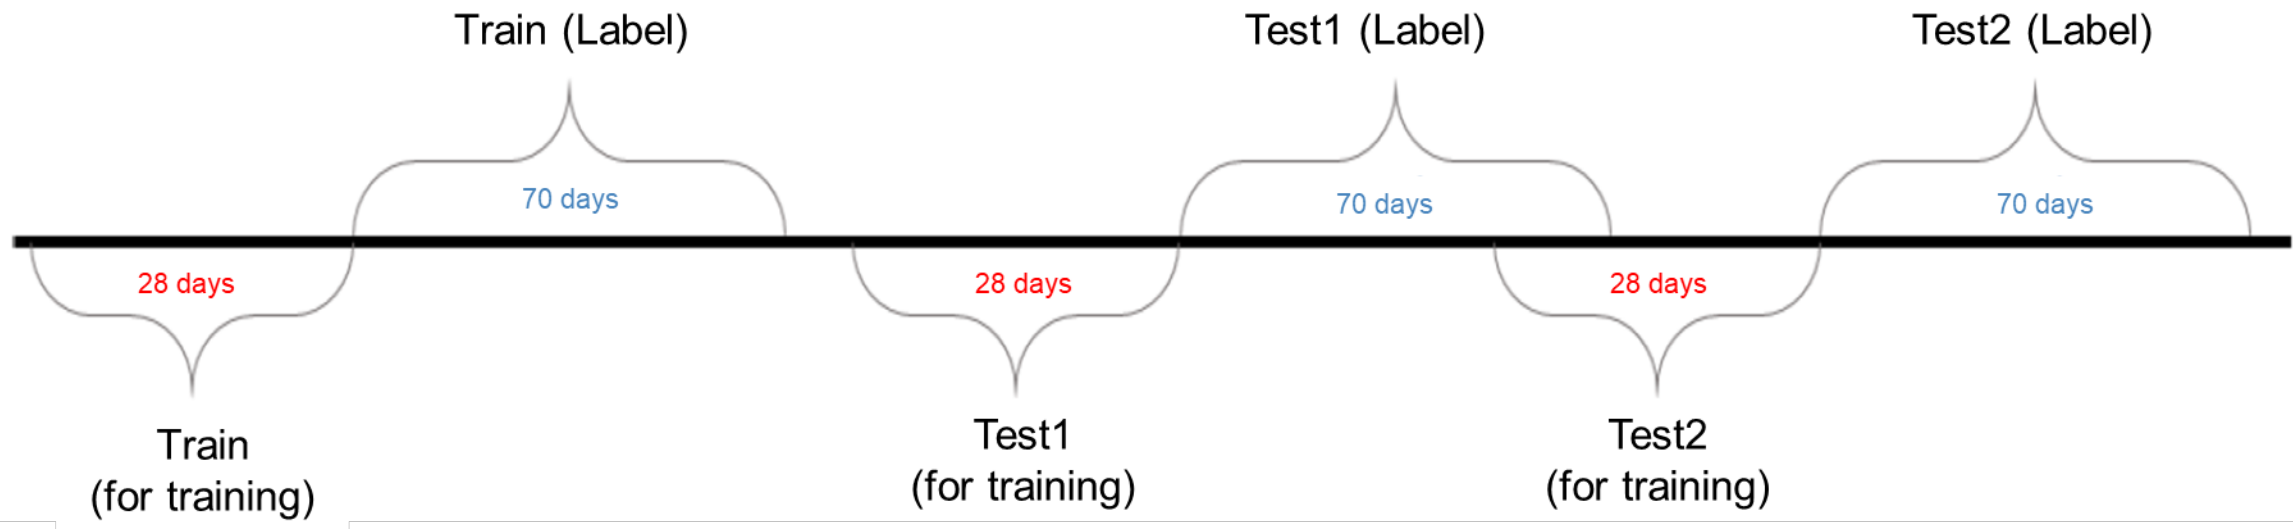 Train (Label)
Test1 (Label)
Test2 (Label)
70 days
70 days
70 days
28 days
28 days
28 days
Train
(for training)
Test1
(for training)
Test2
(for training)